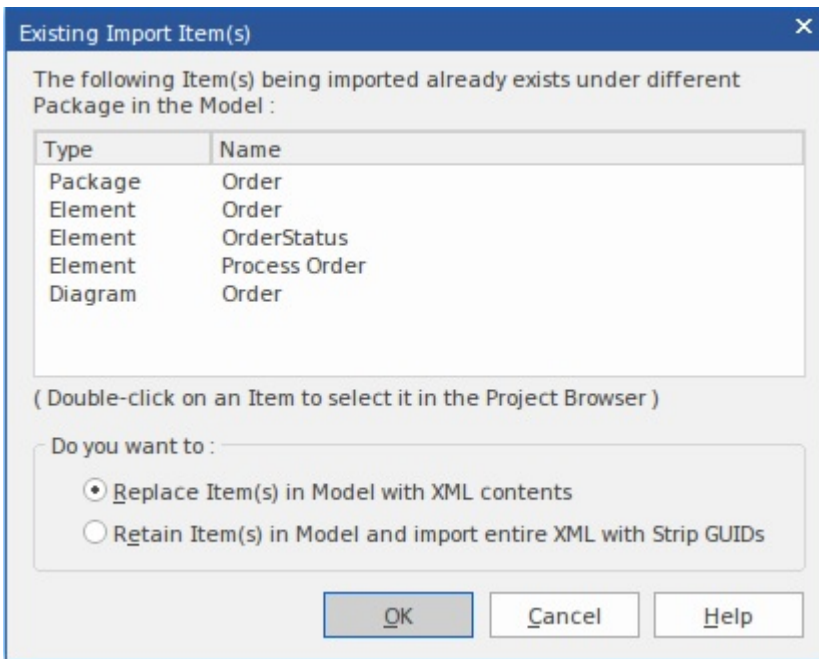 Existing Import Item(s)
The following Item(s) being imported already exists under different
Package in the Model :
Type Name
Package Order
Element Order
Element OrderStatus
Element Process Order
Diagram Order
( Double-click on an Item to select it in the Project Browser )
Do you want to :
Replace Item(s) in Model with XML contents
Retain Item(s) in Model and import entire XML with Strip GUIDs
OK Cancel Help